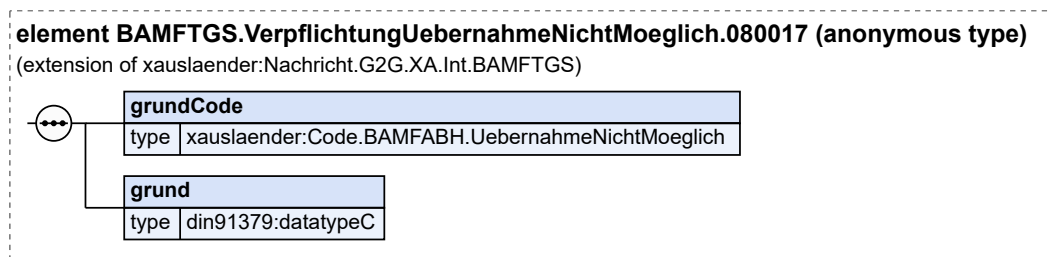 element BAMFTGS.VerpflichtungUebernahmeNichtMoeglich.080017 (anonymous type)
(extension of xauslaender:Nachricht.G2G.XA.Int.BAMFTGS)
grundCode
type xauslaender:Code.BAMFABH.UebernahmeNichtMoeglich
grund
type din91379:datatypeC